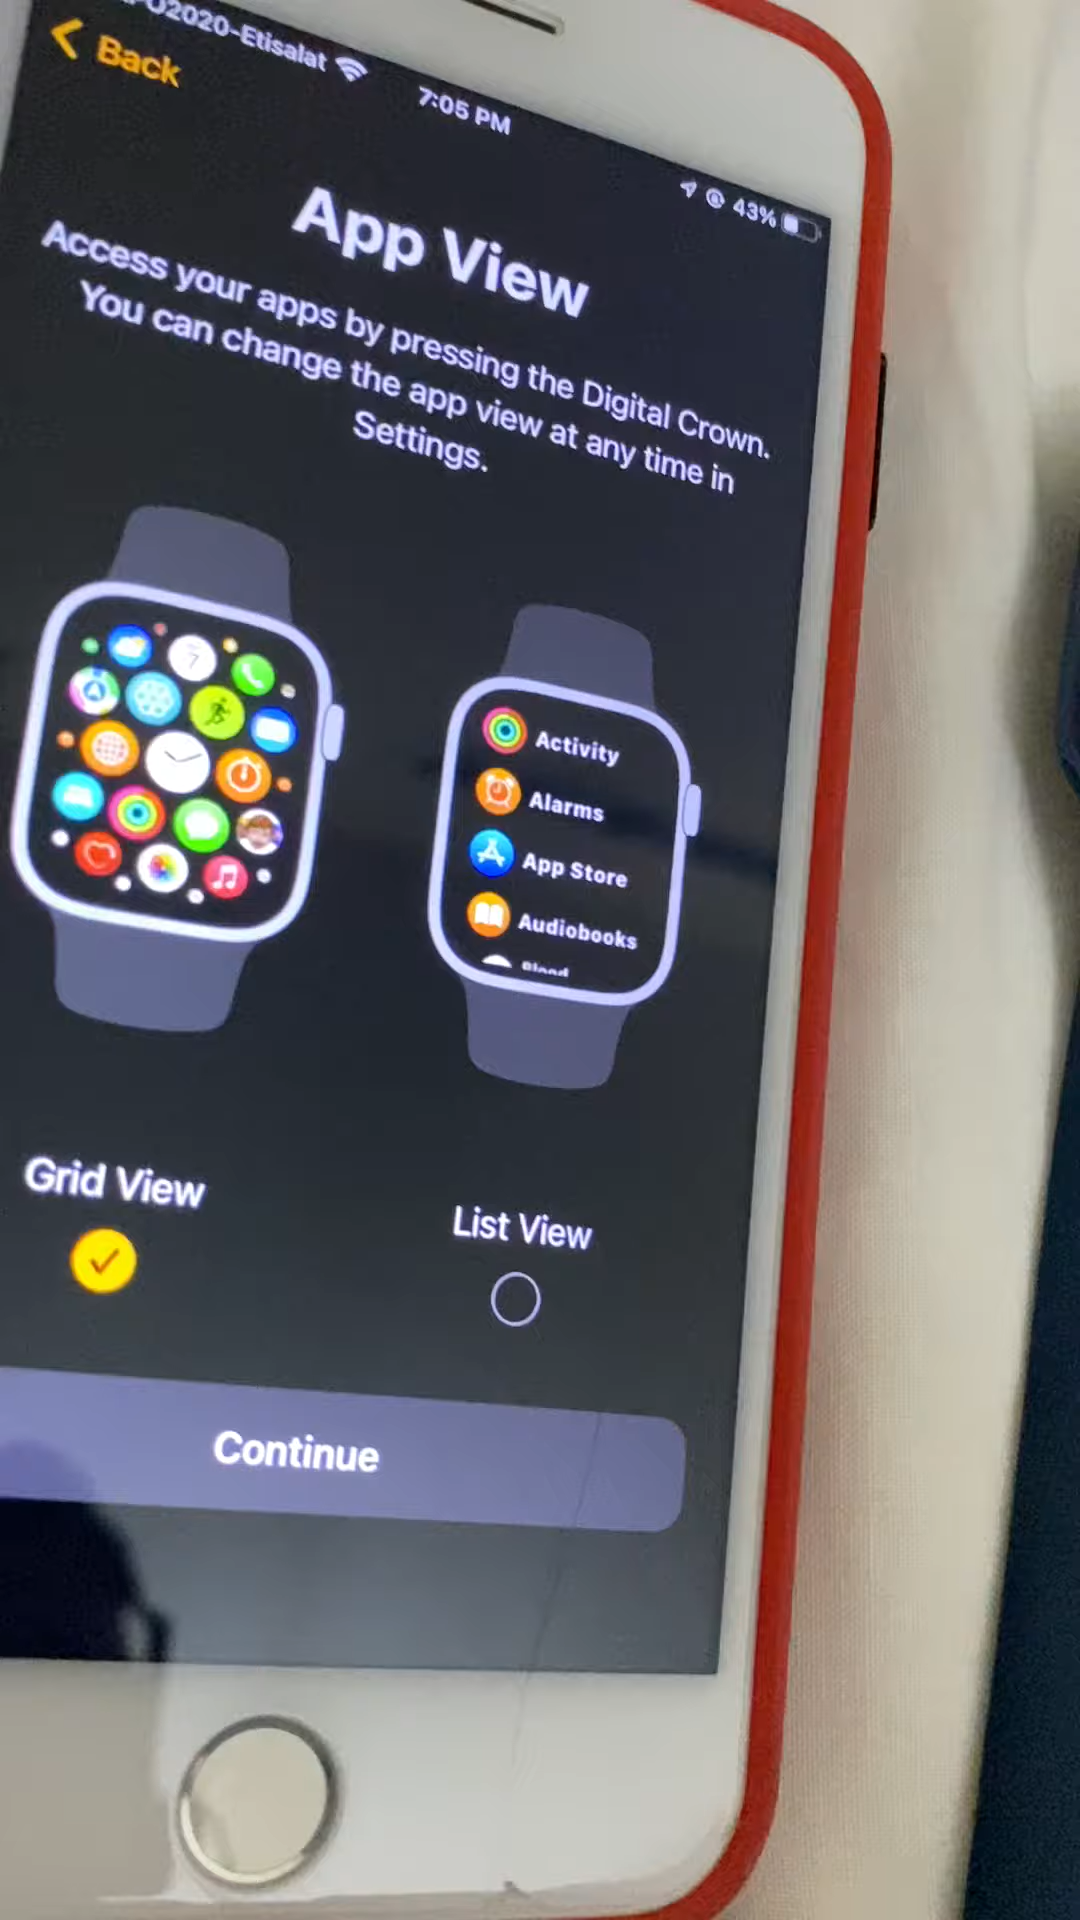 U2020-Etisalat
Back
7:05 PM
43%
App View
Access your apps by pressing the Digital Crown.
You can change the app view at any time in
Settings.
7
Activity
Alarms
App Store
Audiobooks
Blood
Grid View
List View
Continue